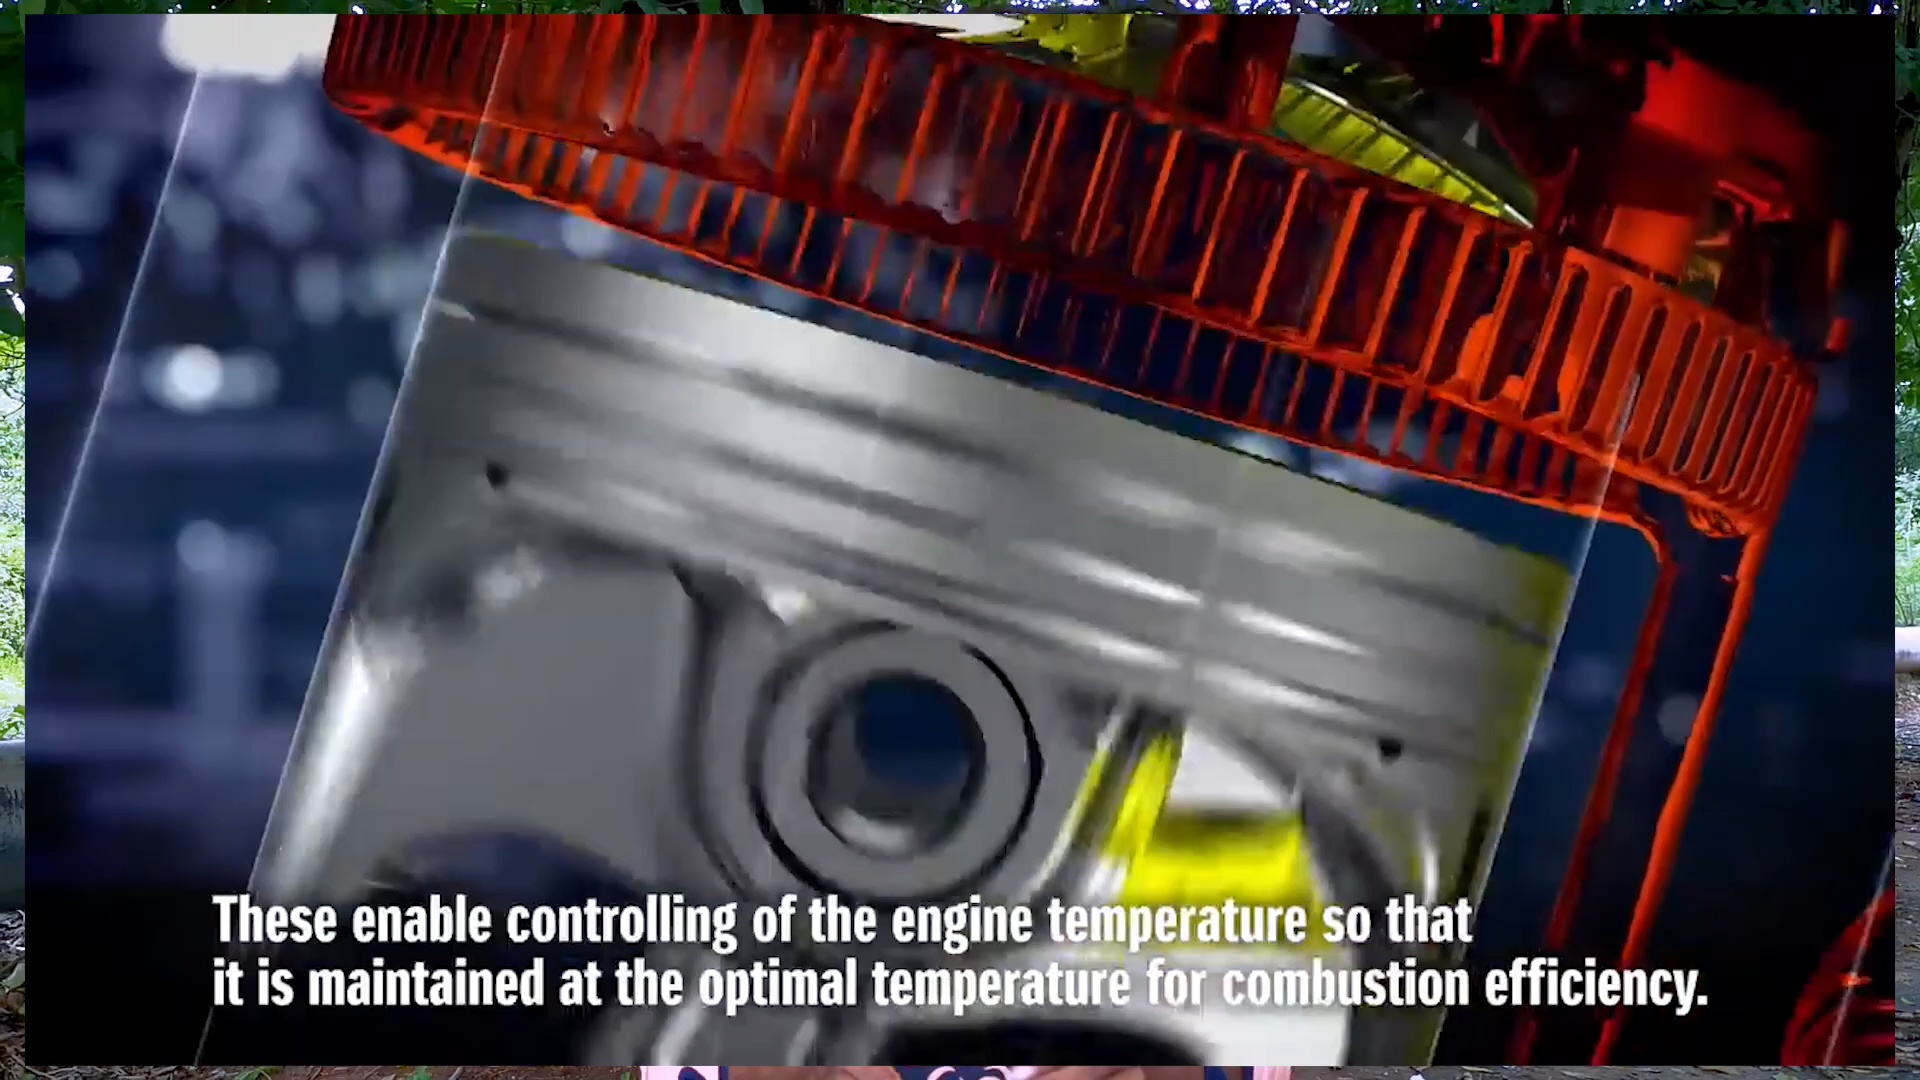 These enable controlling of the engine temperature so that
it is maintained at the optimal temperature for combustion efficiency.